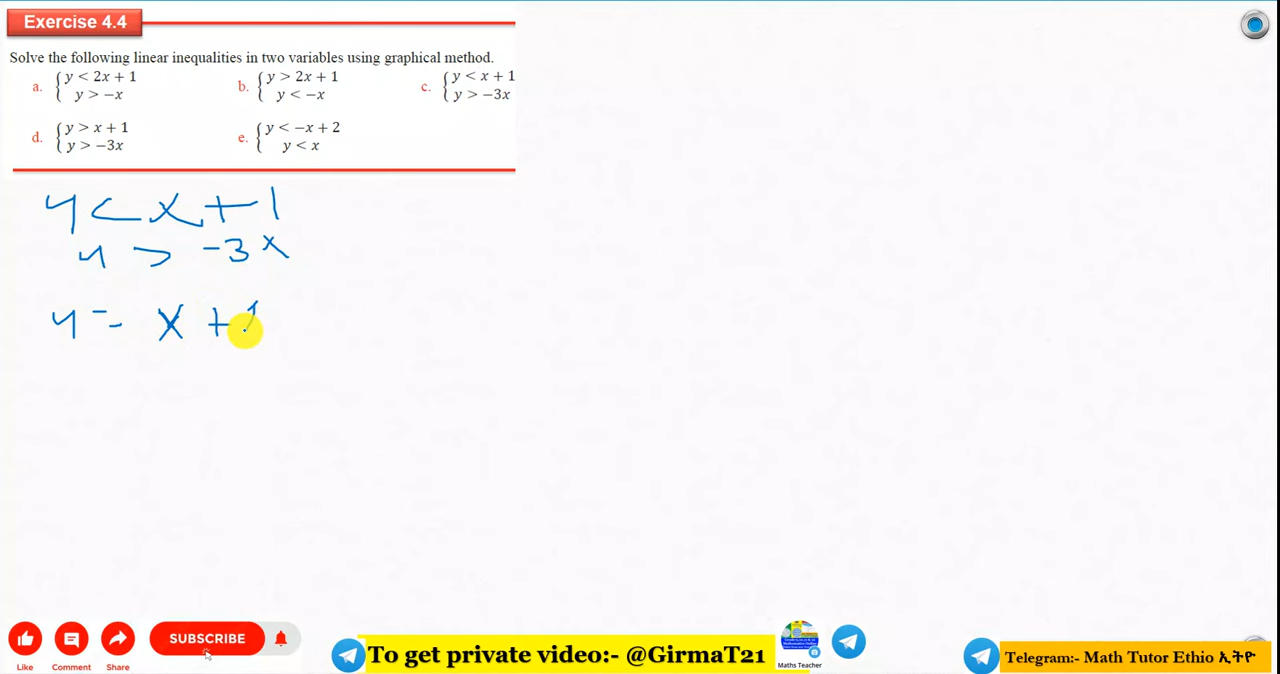 Exercise 4.4
Solve the following linear inequalities in two variables using graphical method.
a. { y < 2x + 1 b. { y > 2x + 1 c. { y < x + 1
y > −x y < −x y > −3x
d. { y > x + 1 e. { y < −x + 2
y > −3x y < x
y < x + 1
y > -3x
y = x + 1
SUBSCRIBE
Like Comment Share
To get private video:- @GirmaT21
Maths Teacher
Telegram:- Math Tutor Ethio ኢትዮ